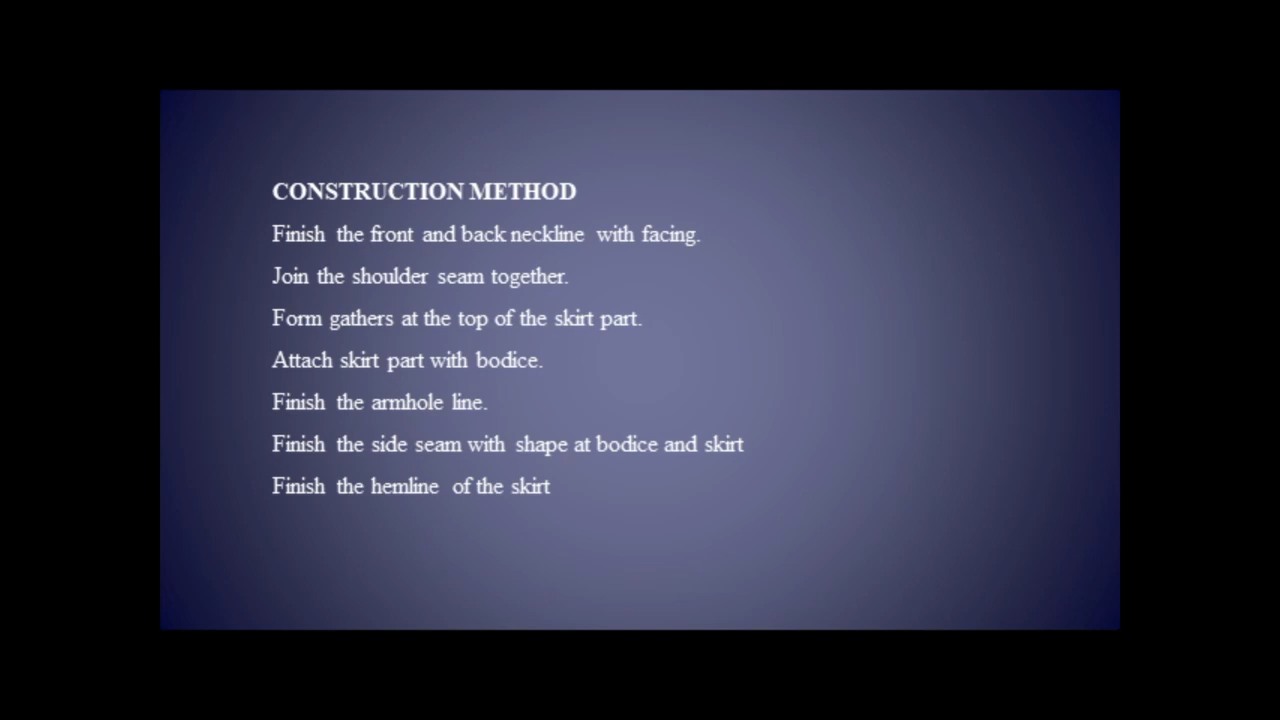 CONSTRUCTION METHOD
Finish the front and back neckline with facing.
Join the shoulder seam together.
Form gathers at the top of the skirt part.
Attach skirt part with bodice.
Finish the armhole line.
Finish the side seam with shape at bodice and skirt
Finish the hemline of the skirt